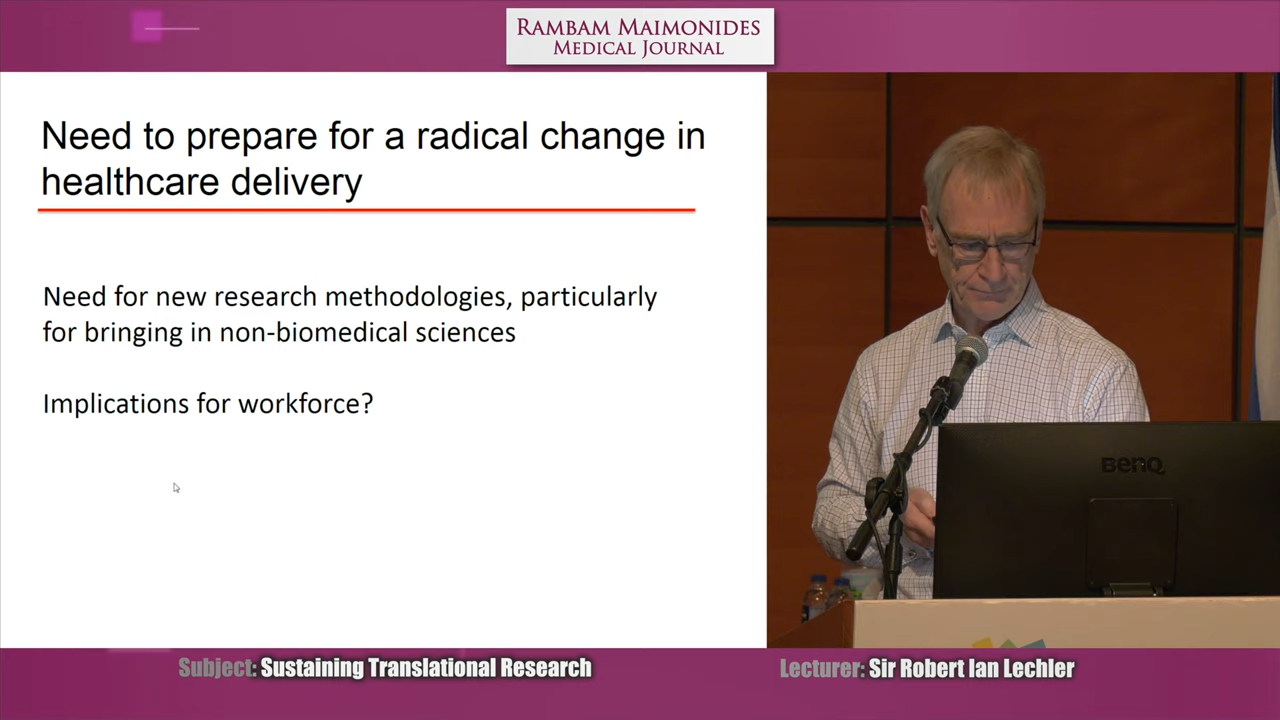 RAMBAM MAIMONIDES
MEDICAL JOURNAL
Need to prepare for a radical change in
healthcare delivery
Need for new research methodologies, particularly
for bringing in non-biomedical sciences
Implications for workforce?
BenQ
Subject: Sustaining Translational Research
Lecturer: Sir Robert Ian Lechler